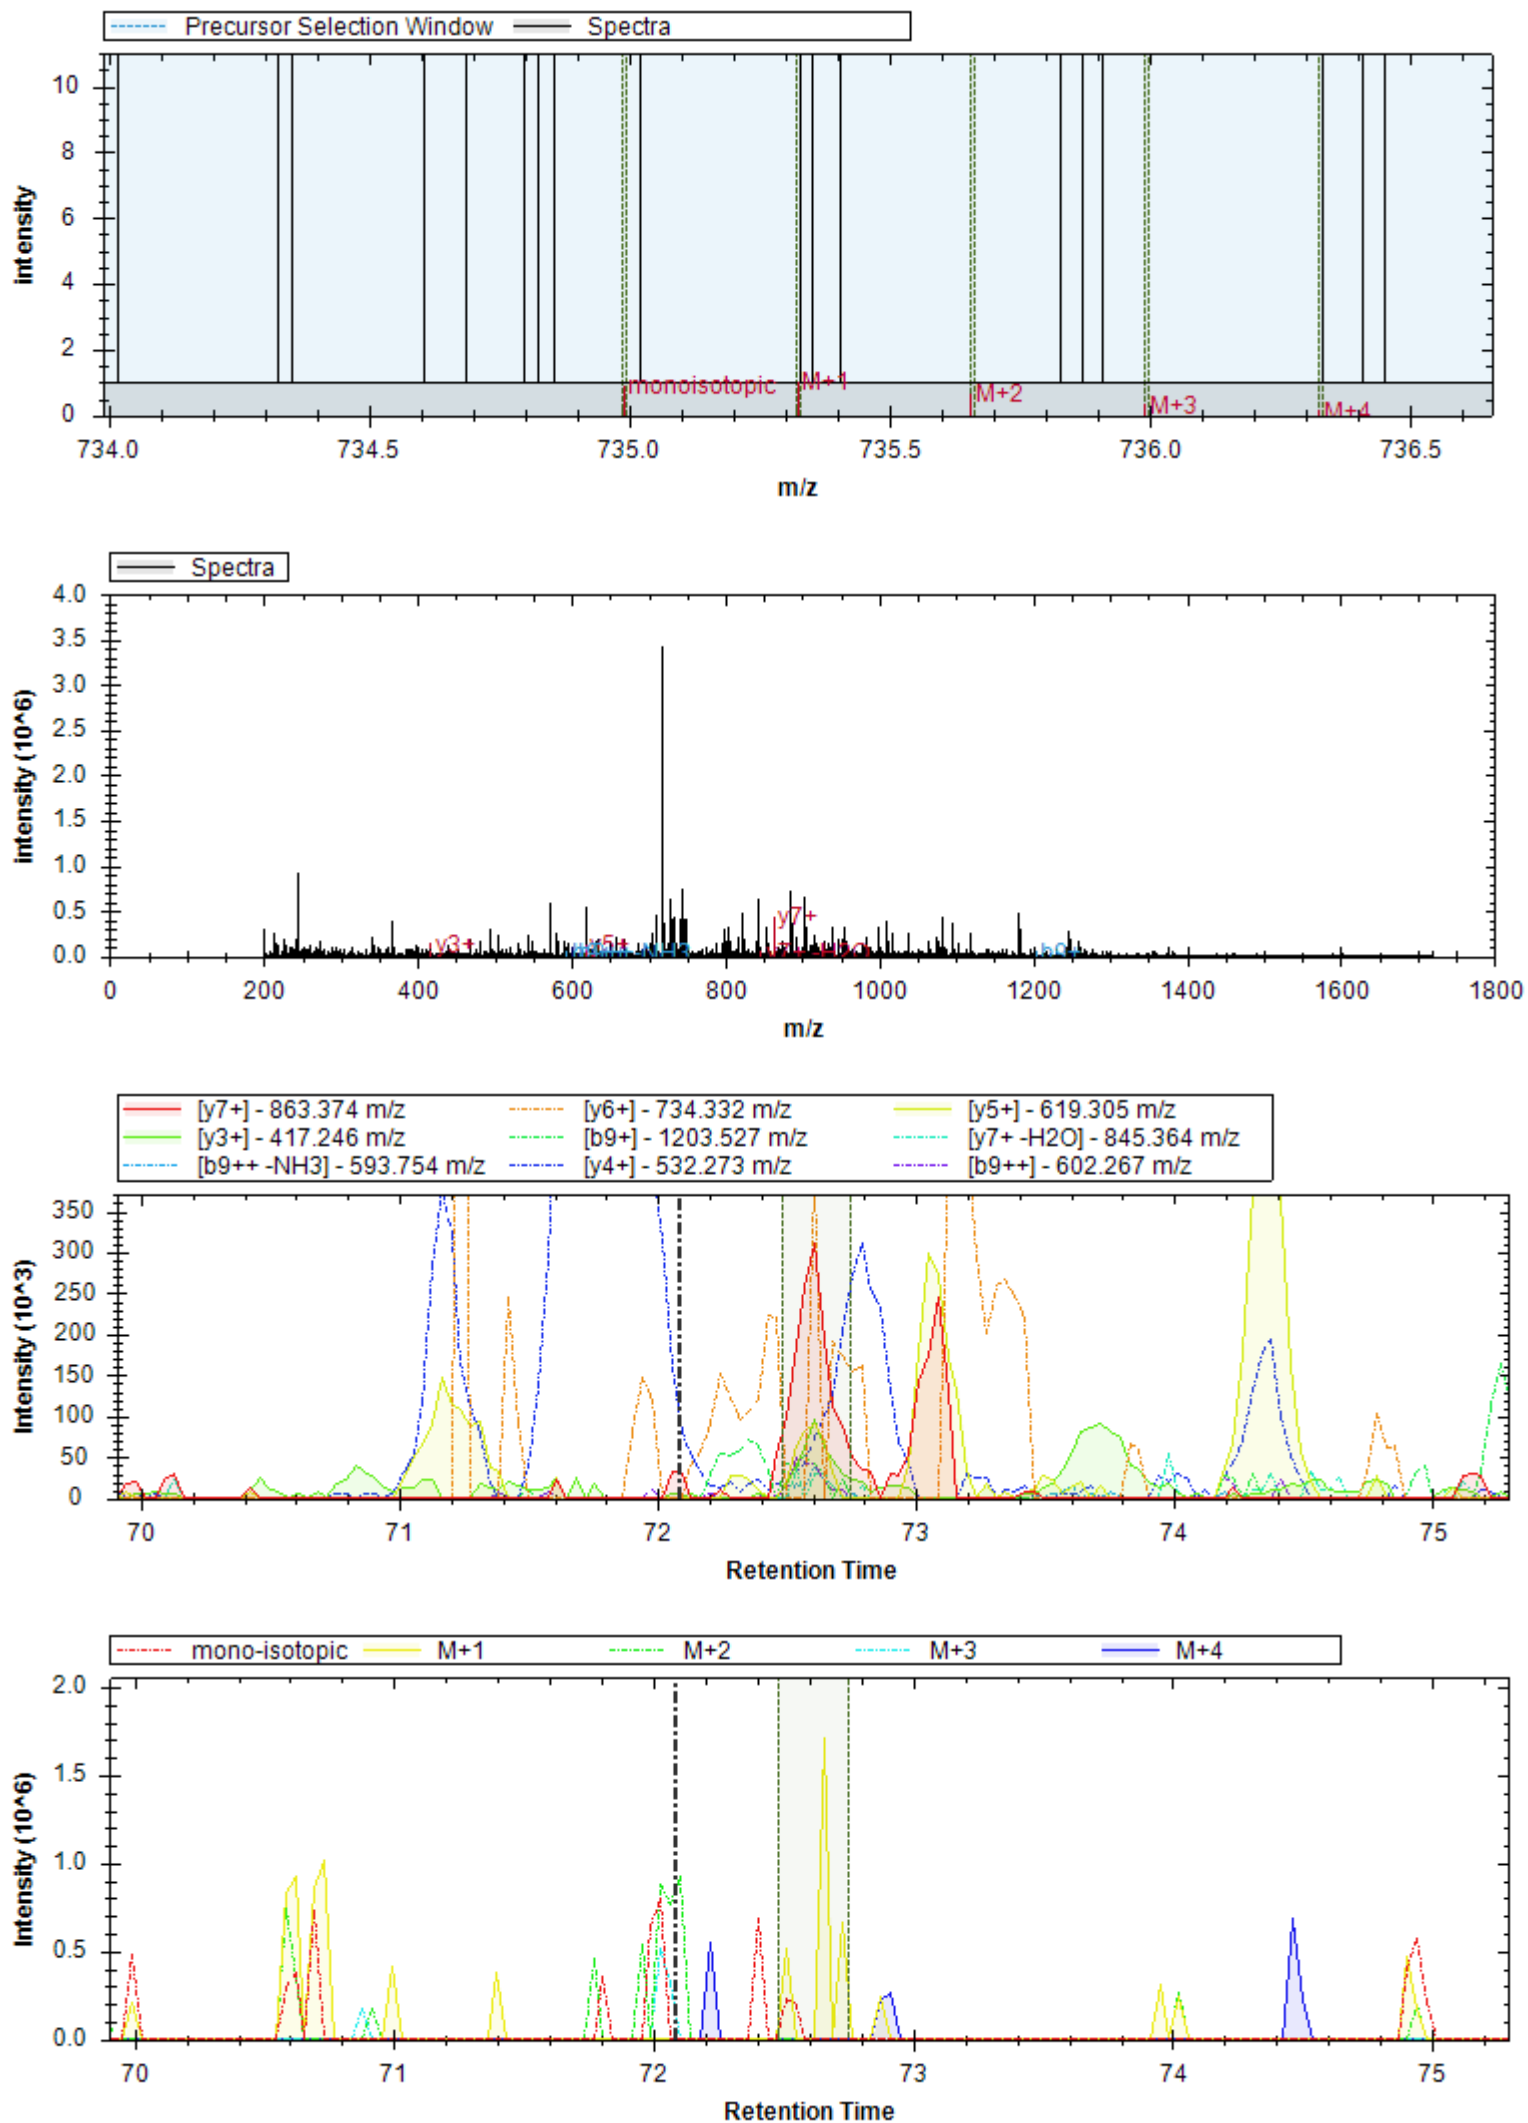 Precursor Selection Window Spectra
10
8
6
4
2
0
intensity
monoisotopic M+1 M+2 M+3 M+4
734.0 734.5 735.0 735.5 736.0 736.5
m/z
Spectra
4.0
3.5
3.0
2.5
2.0
1.5
1.0
0.5
0.0
intensity (10^6)
y3+ y5+ y7+ b9+
0 200 400 600 800 1000 1200 1400 1600 1800
m/z
[y7+] - 863.374 m/z [y6+] - 734.332 m/z [y5+] - 619.305 m/z
[y3+] - 417.246 m/z [b9+] - 1203.527 m/z [y7+ -H2O] - 845.364 m/z
[b9++ -NH3] - 593.754 m/z [y4+] - 532.273 m/z [b9++] - 602.267 m/z
350
300
250
200
150
100
50
0
Intensity (10^3)
70 71 72 73 74 75
Retention Time
mono-isotopic M+1 M+2 M+3 M+4
2.0
1.5
1.0
0.5
0.0
Intensity (10^6)
70 71 72 73 74 75
Retention Time